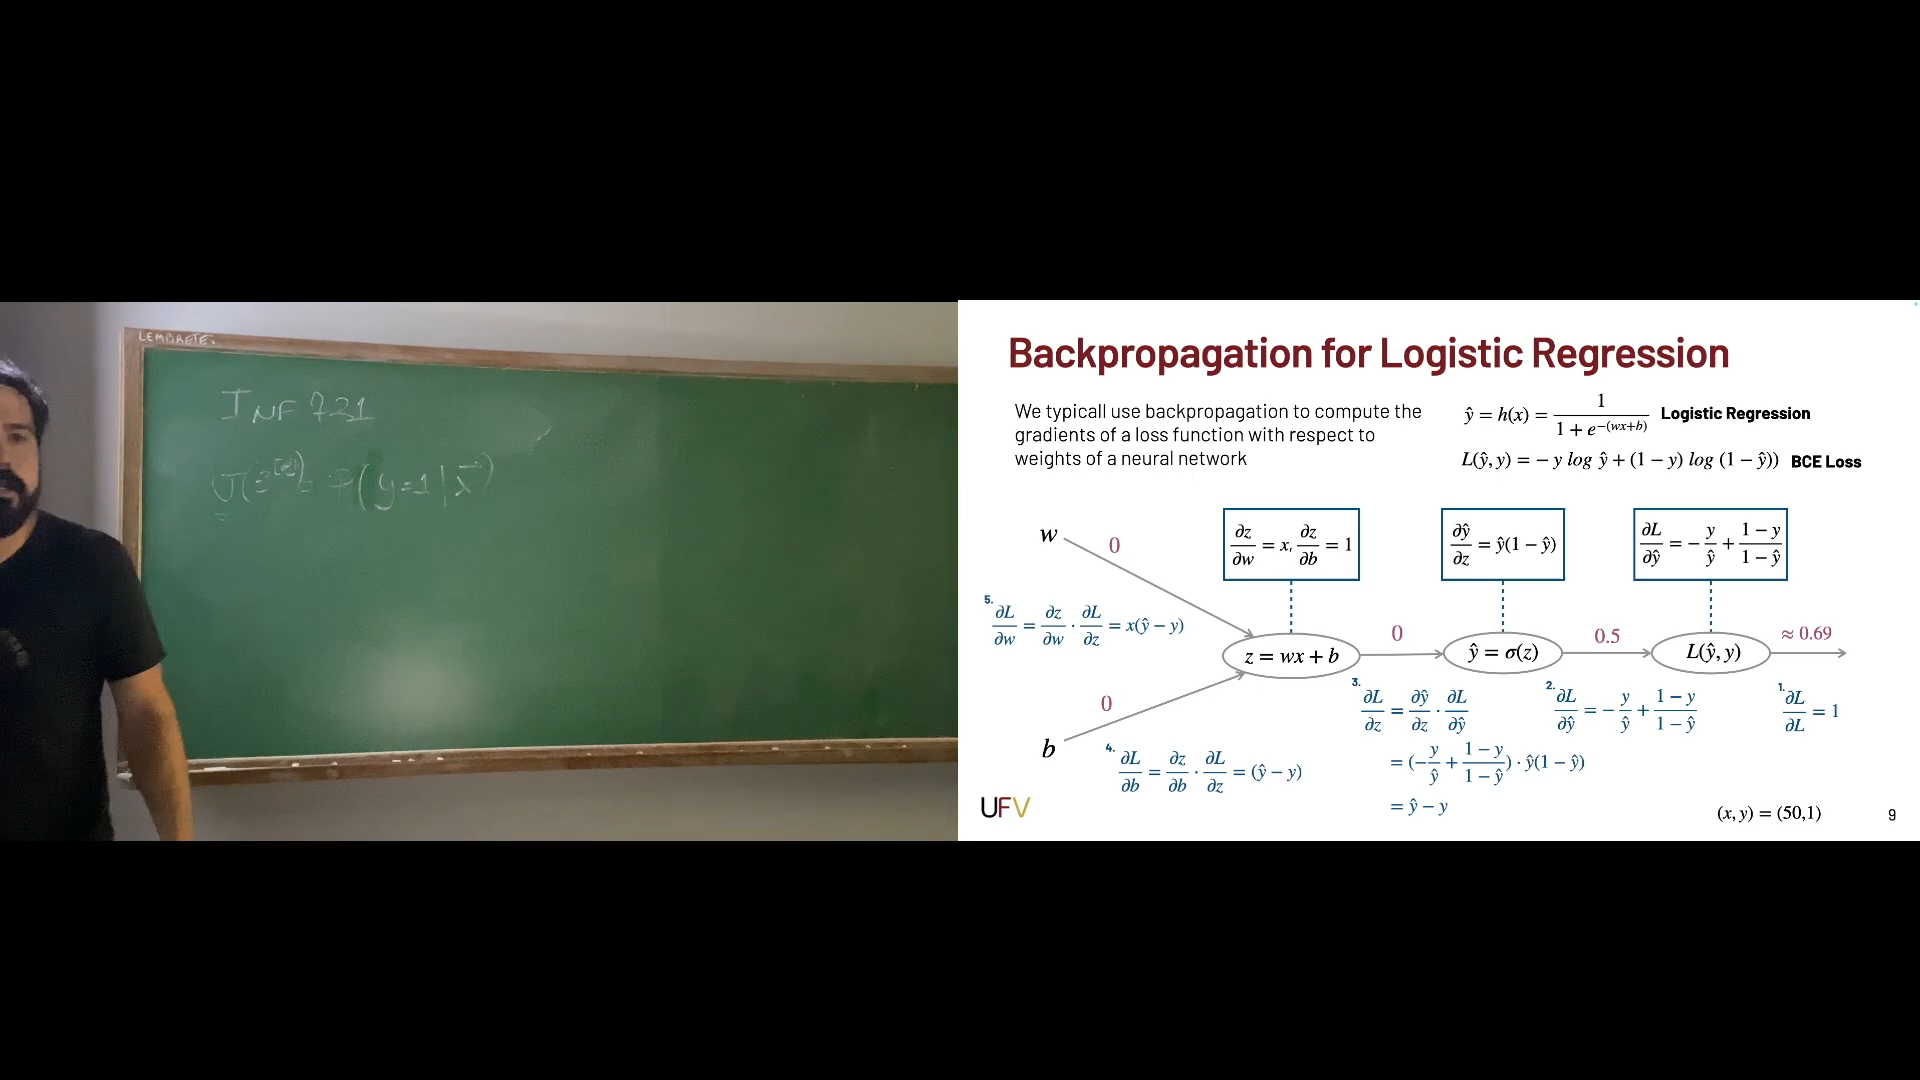 LEMBRETE:
INF 721
σ(z[2]) = P(y=1|x⃗)
Backpropagation for Logistic Regression
We typicall use backpropagation to compute the
gradients of a loss function with respect to
weights of a neural network
ŷ = h(x) = 1 / (1 + e^−(wx+b)) Logistic Regression
L(ŷ, y) = − y log ŷ + (1 − y) log (1 − ŷ)) BCE Loss
w
0
∂z/∂w = x, ∂z/∂b = 1
∂ŷ/∂z = ŷ(1 − ŷ)
∂L/∂ŷ = − y/ŷ + (1 − y)/(1 − ŷ)
5. ∂L/∂w = ∂z/∂w · ∂L/∂z = x(ŷ − y)
z = wx + b
0
ŷ = σ(z)
0.5
L(ŷ, y)
≈ 0.69
0
b
4. ∂L/∂b = ∂z/∂b · ∂L/∂z = (ŷ − y)
3. ∂L/∂z = ∂ŷ/∂z · ∂L/∂ŷ
= (− y/ŷ + (1 − y)/(1 − ŷ)) · ŷ(1 − ŷ)
= ŷ − y
2. ∂L/∂ŷ = − y/ŷ + (1 − y)/(1 − ŷ)
1. ∂L/∂L = 1
UFV
(x, y) = (50,1)
9